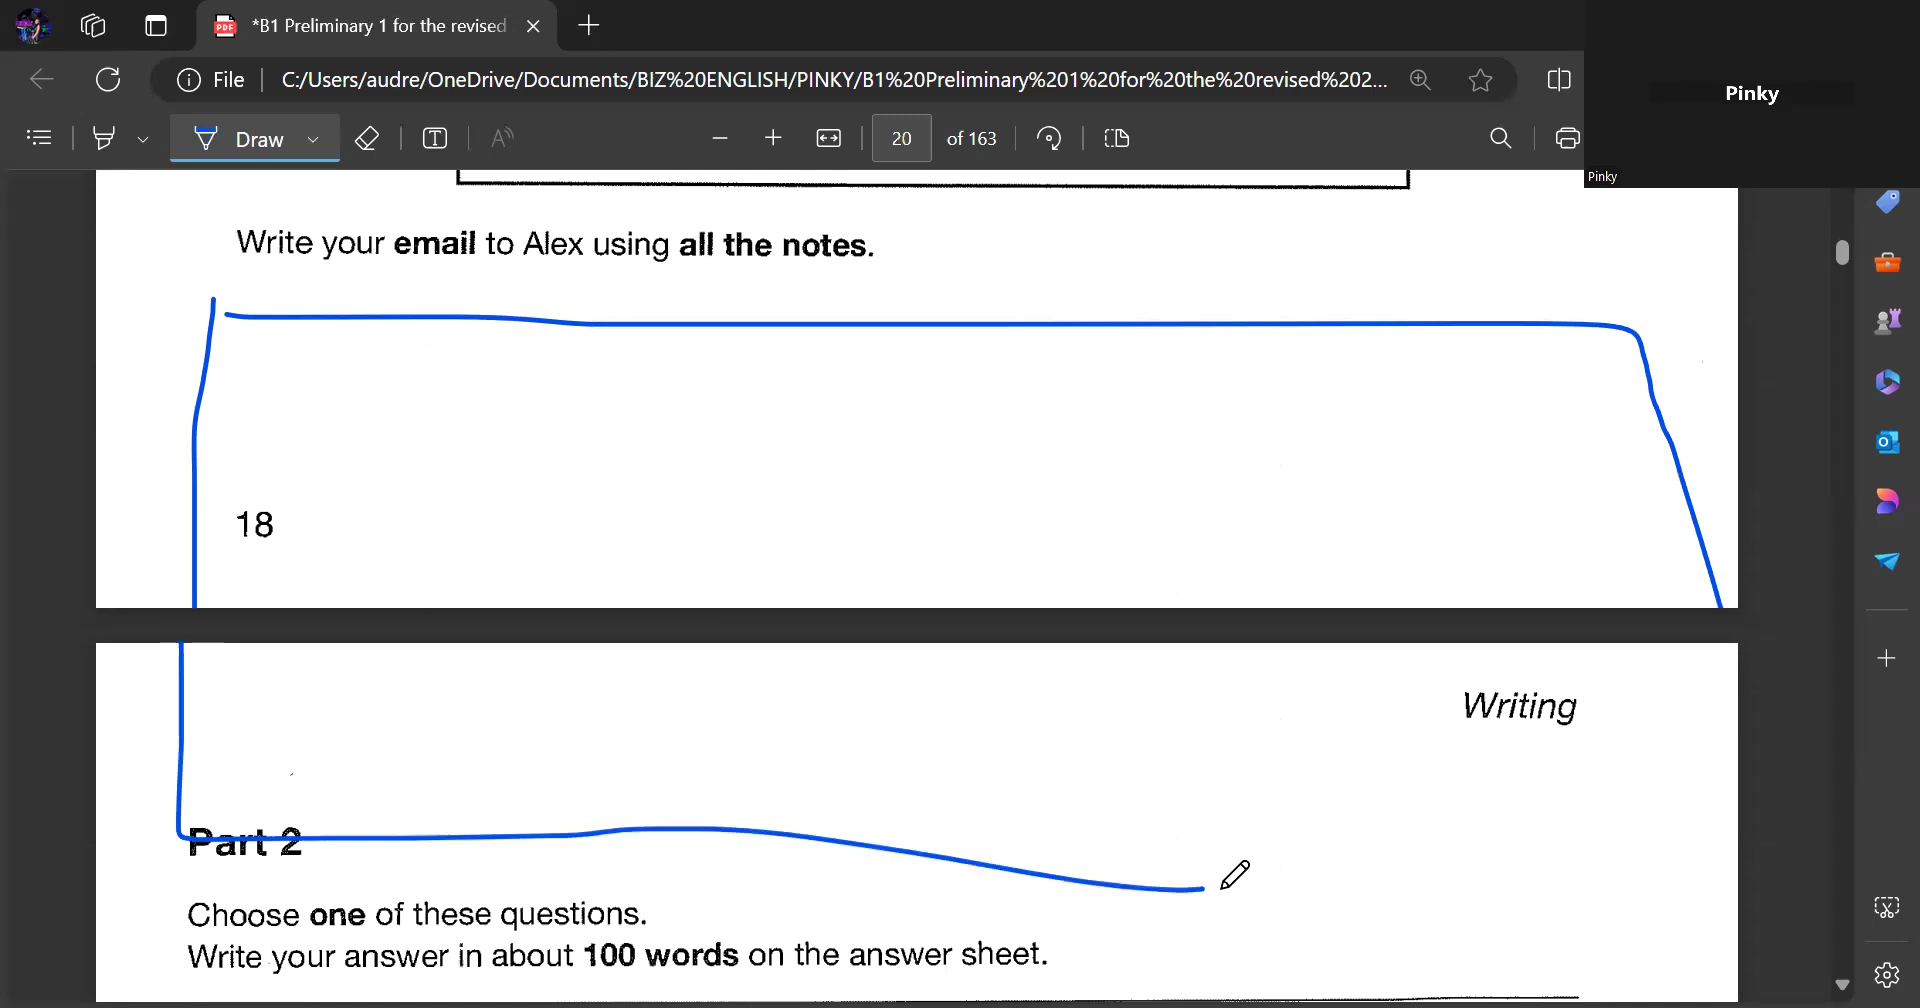 *B1 Preliminary 1 for the revised
File C:/Users/audre/OneDrive/Documents/BIZ%20ENGLISH/PINKY/B1%20Preliminary%201%20for%20the%20revised%202...
Pinky
Draw
20 of 163
Pinky
Write your email to Alex using all the notes.
18
Writing
Part 2
Choose one of these questions.
Write your answer in about 100 words on the answer sheet.